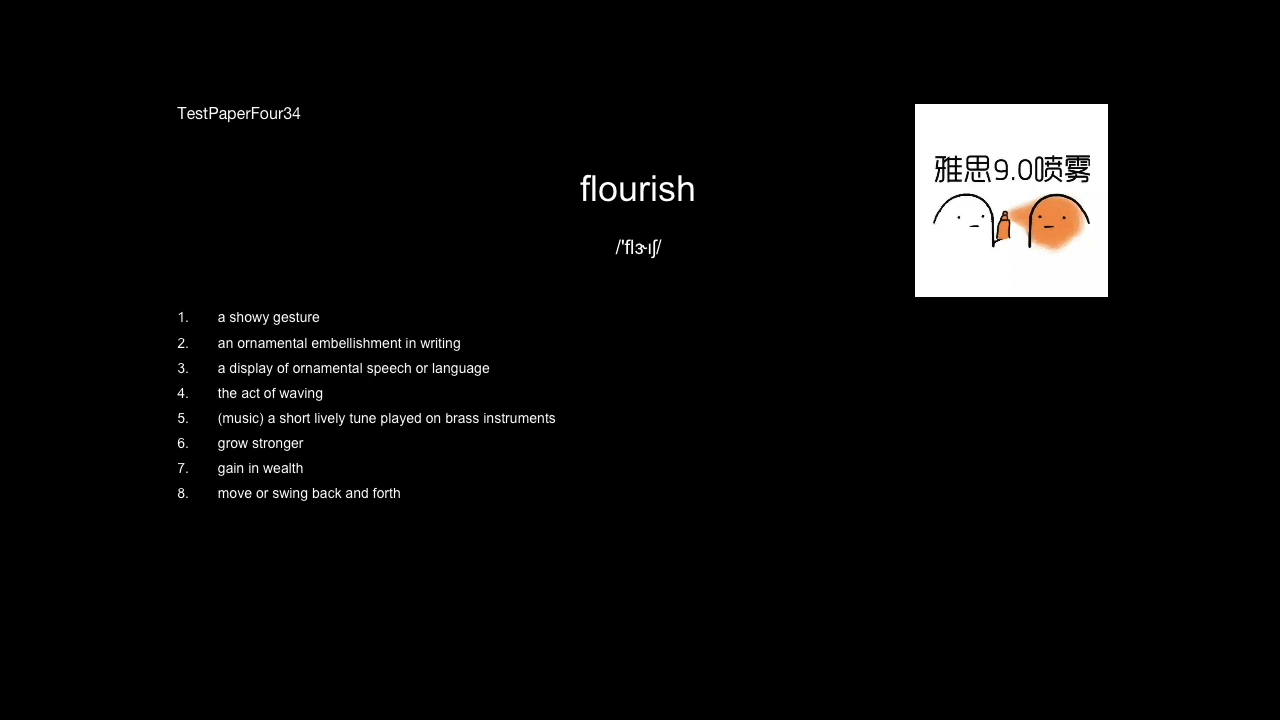 TestPaperFour34
雅思9.0喷雾
flourish
/'flɝɪʃ/
1. a showy gesture
2. an ornamental embellishment in writing
3. a display of ornamental speech or language
4. the act of waving
5. (music) a short lively tune played on brass instruments
6. grow stronger
7. gain in wealth
8. move or swing back and forth